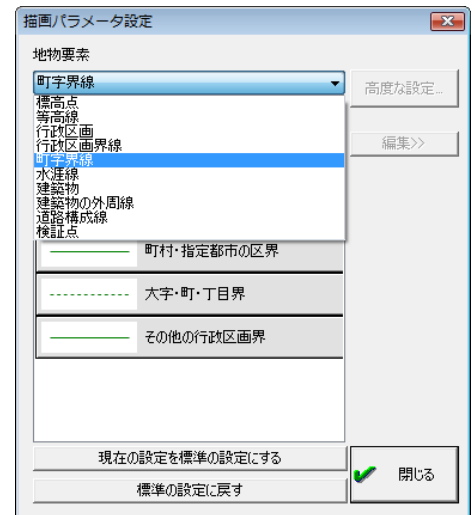 描画パラメータ設定
地物要素
町字界線
高度な設定...
標高点
等高線
行政区画
行政区画界線
町字界線
水涯線
建築物
建築物の外周線
道路構成線
検証点
編集>>
町村・指定都市の区界
大字・町・丁目界
その他の行政区画界
現在の設定を標準の設定にする
標準の設定に戻す
閉じる